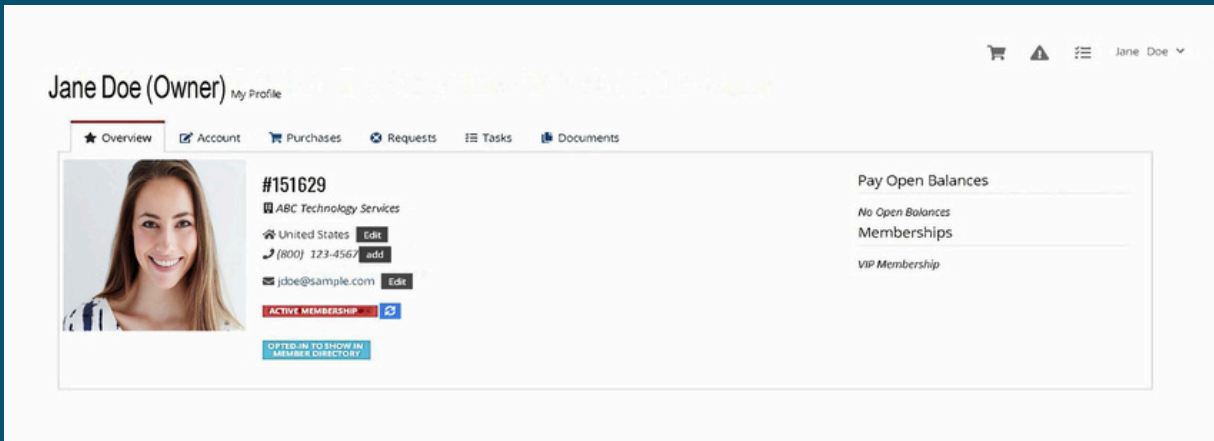 Jane Doe
Jane Doe (Owner) My Profile
Overview Account Purchases Requests Tasks Documents
#151629
ABC Technology Services
United States Edit
(800) 123-4567 add
jdoe@sample.com Edit
ACTIVE MEMBERSHIP
OPTED-IN TO SHOW IN
MEMBER DIRECTORY
Pay Open Balances
No Open Balances
Memberships
VIP Membership